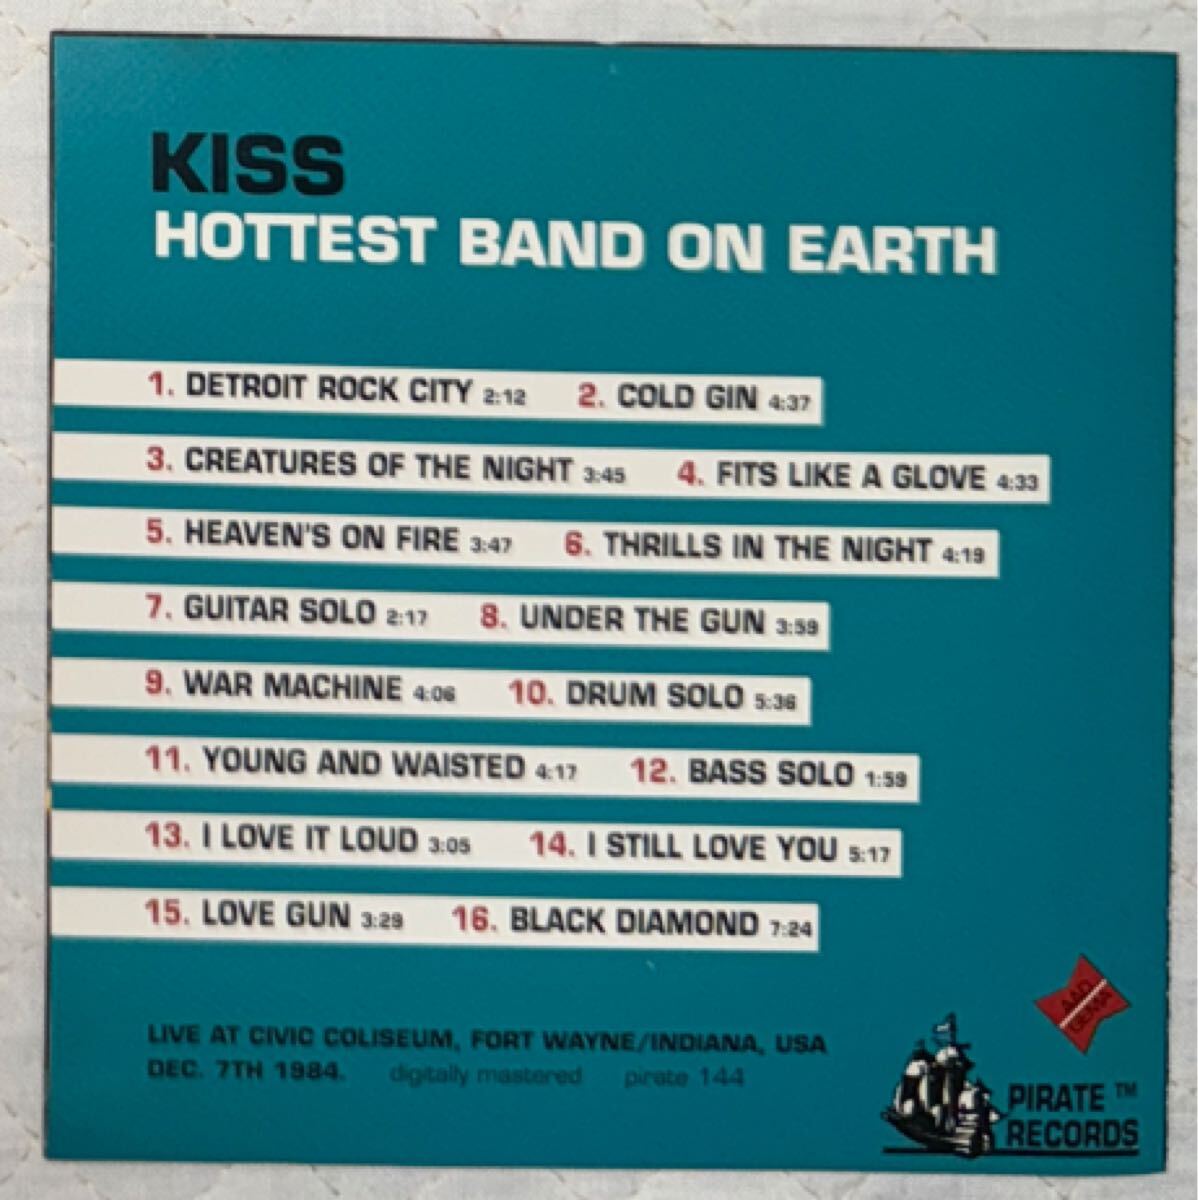 KISS
HOTTEST BAND ON EARTH
1. DETROIT ROCK CITY 2:12 2. COLD GIN 4:37
3. CREATURES OF THE NIGHT 3:45 4. FITS LIKE A GLOVE 4:33
5. HEAVEN'S ON FIRE 3:47 6. THRILLS IN THE NIGHT 4:19
7. GUITAR SOLO 2:17 8. UNDER THE GUN 3:59
9. WAR MACHINE 4:06 10. DRUM SOLO 5:36
11. YOUNG AND WAISTED 4:17 12. BASS SOLO 1:59
13. I LOVE IT LOUD 3:05 14. I STILL LOVE YOU 5:17
15. LOVE GUN 3:29 16. BLACK DIAMOND 7:24
LIVE AT CIVIC COLISEUM, FORT WAYNE/INDIANA, USA
DEC. 7TH 1984. digitally mastered pirate 144
AAD
GEMA
PIRATE ™
RECORDS